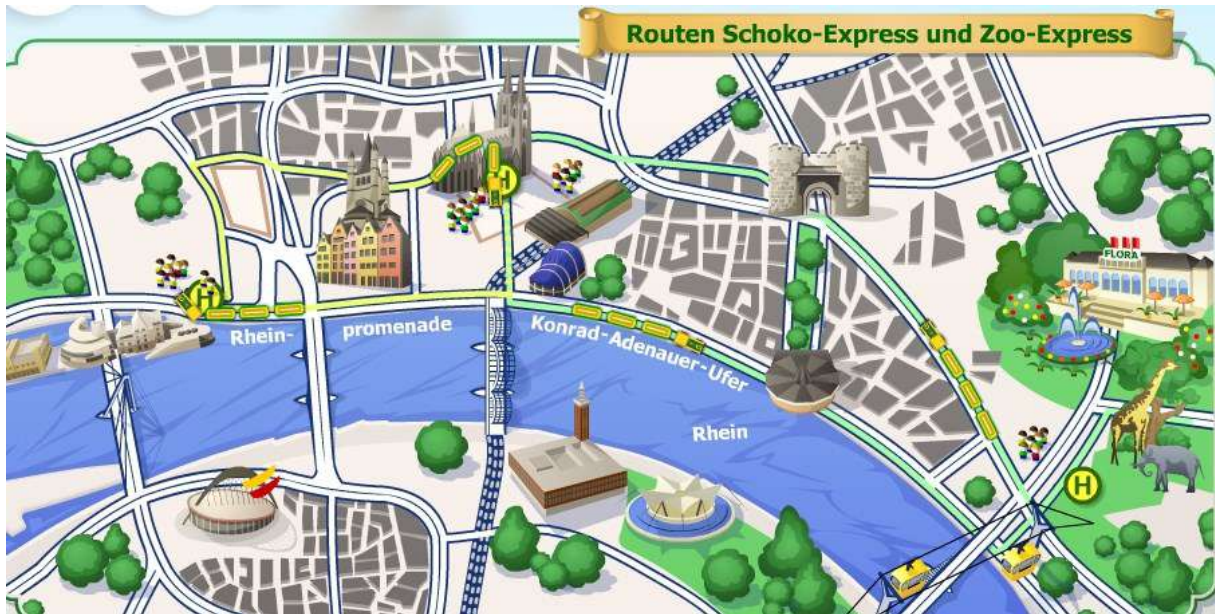 Routen Schoko-Express und Zoo-Express
FLORA
H
H
Rhein-
promenade
Konrad-Adenauer-Ufer
Rhein
H